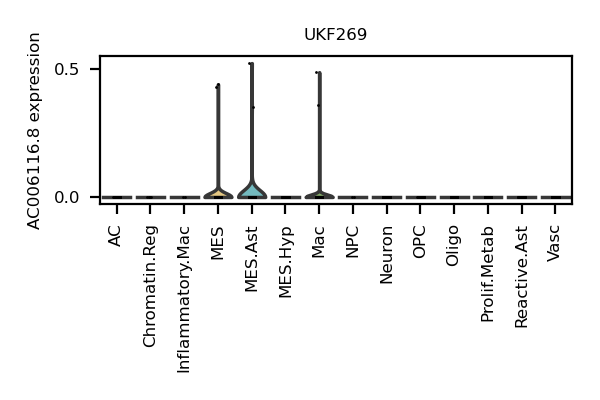 UKF269
AC006116.8 expression
0.5
0.0
AC
Chromatin.Reg
Inflammatory.Mac
MES
MES.Ast
MES.Hyp
Mac
NPC
Neuron
OPC
Oligo
Prolif.Metab
Reactive.Ast
Vasc